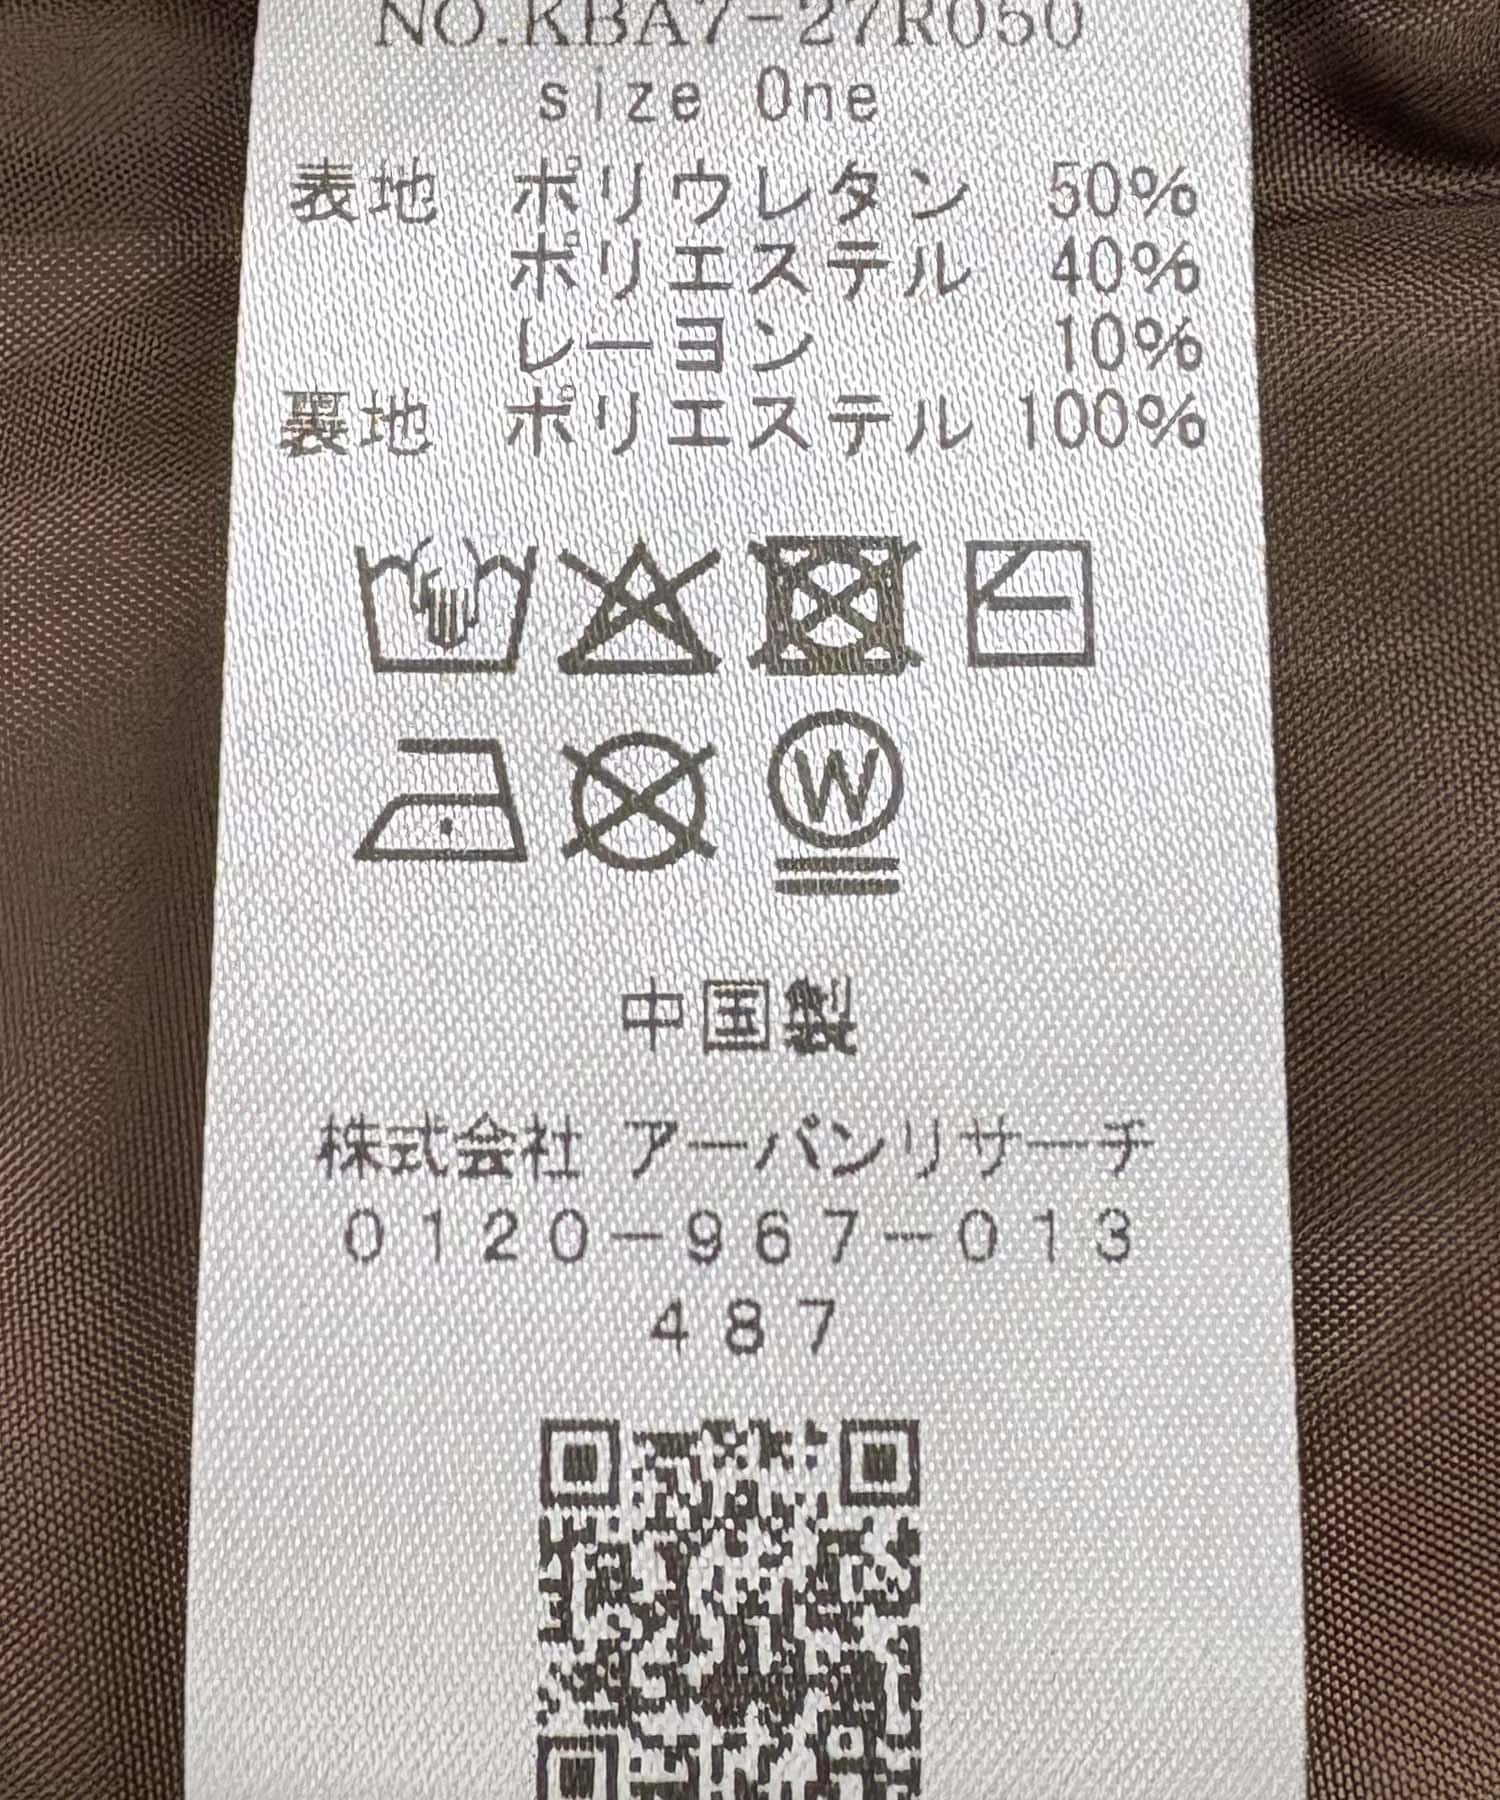 NO.KBA7-27R050
size One
表地 ポリウレタン 50%
ポリエステル 40%
レーヨン 10%
裏地 ポリエステル 100%
W
中国製
株式会社 アーバンリサーチ
0120-967-013
487